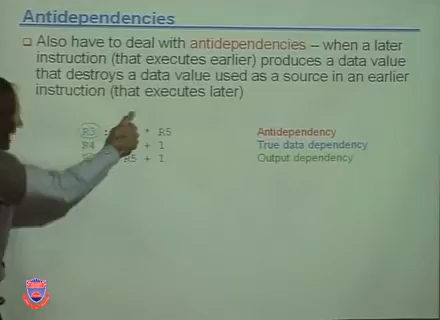 Antidependencies
Also have to deal with antidependencies – when a later
instruction (that executes earlier) produces a data value
that destroys a data value used as a source in an earlier
instruction (that executes later)
R3 : * R5 Antidependency
R4 + 1 True data dependency
R5 + 1 Output dependency